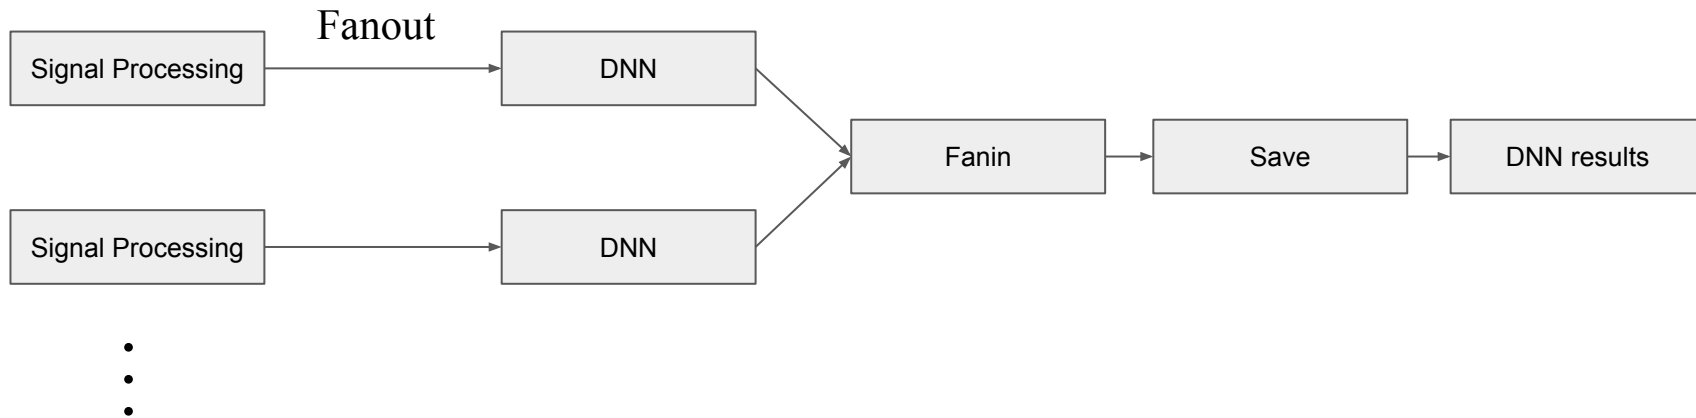 Fanout
Signal Processing
DNN
Fanin
Save
DNN results
Signal Processing
DNN